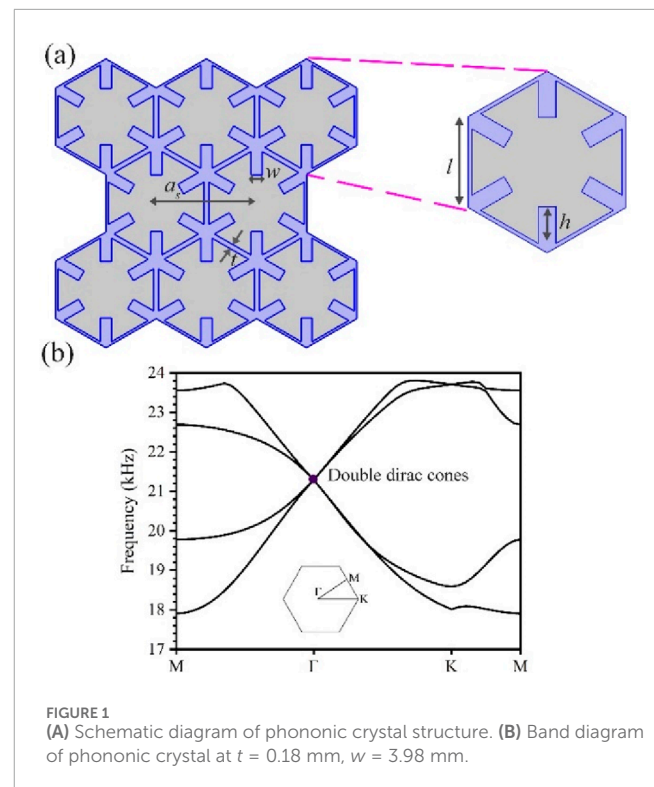 (a)
l
h
w
a_s
t
(b)
24
23
22
21
20
19
18
17
Frequency (kHz)
Double dirac cones
M
Γ
K
M
Γ
K
M
FIGURE 1
(A) Schematic diagram of phononic crystal structure. (B) Band diagram
of phononic crystal at t = 0.18 mm, w = 3.98 mm.